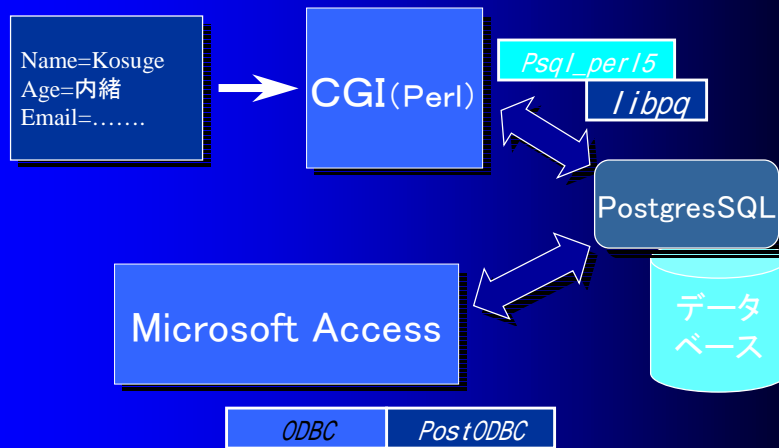 Name=Kosuge
Age=内緒
Email=…….
CGI(Perl)
Psql_perl5
libpq
PostgresSQL
データ
ベース
Microsoft Access
ODBC
PostODBC